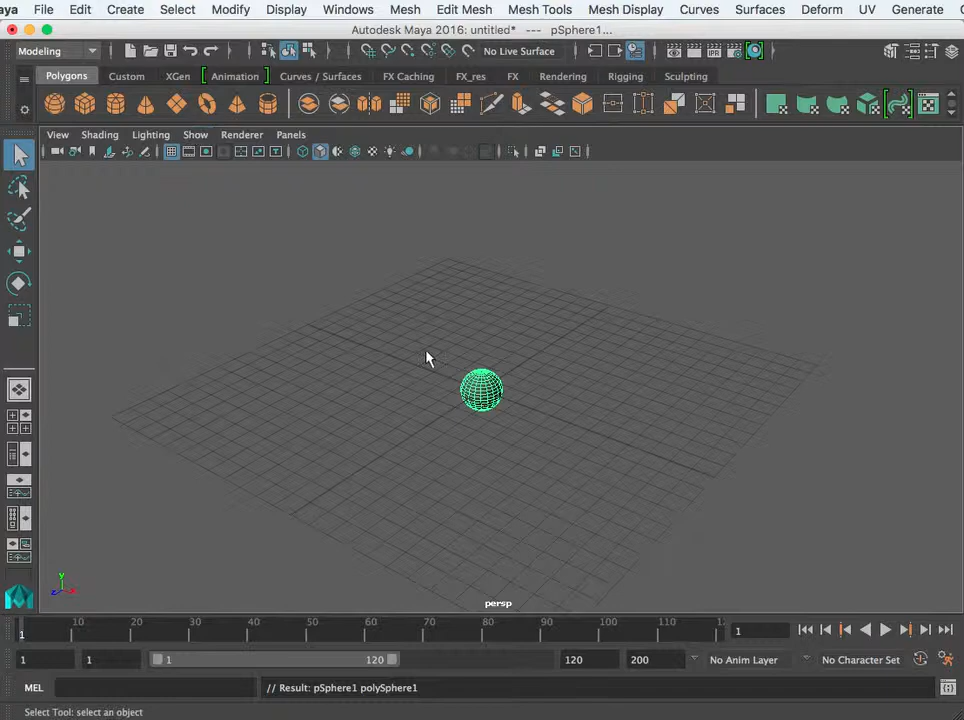 aya File Edit Create Select Modify Display Windows Mesh Edit Mesh Mesh Tools Mesh Display Curves Surfaces Deform UV Generate
Autodesk Maya 2016: untitled* --- pSphere1...
Modeling No Live Surface
Polygons Custom XGen Animation Curves / Surfaces FX Caching FX_res FX Rendering Rigging Sculpting
View Shading Lighting Show Renderer Panels
y
z x
persp
10 20 30 40 50 60 70 80 90 100 110 12
1 1
1 1 1 120 120 200 No Anim Layer No Character Set
MEL // Result: pSphere1 polySphere1
Select Tool: select an object